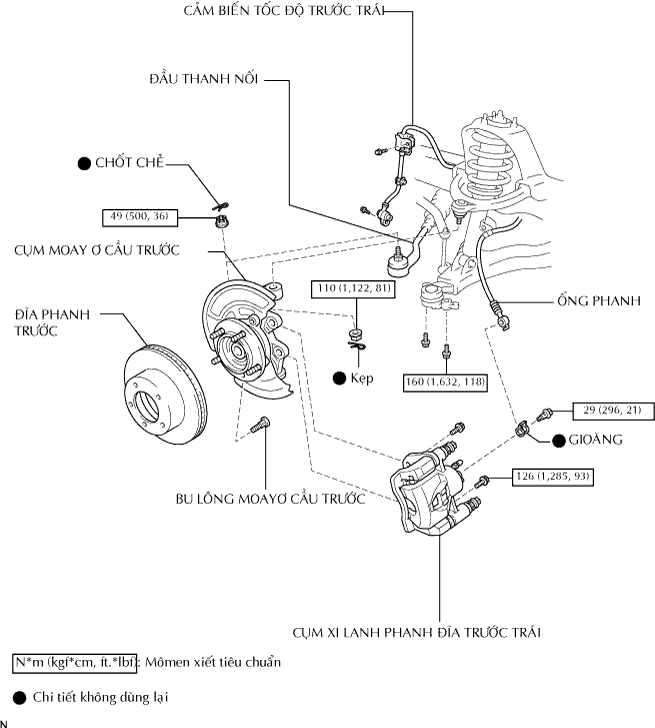 CẢM BIẾN TỐC ĐỘ TRƯỚC TRÁI
ĐẦU THANH NỐI
● CHỐT CHẺ
49 (500, 36)
CỤM MOAY Ơ CẦU TRƯỚC
110 (1,122, 81)
ỐNG PHANH
ĐĨA PHANH
TRƯỚC
● Kẹp
160 (1,632, 118)
29 (296, 21)
● GIOĂNG
126 (1,285, 93)
BU LÔNG MOAYƠ CẦU TRƯỚC
CỤM XI LANH PHANH ĐĨA TRƯỚC TRÁI
N*m (kgf*cm, ft.*lbf): Mômen xiết tiêu chuẩn
● Chi tiết không dùng lại
N